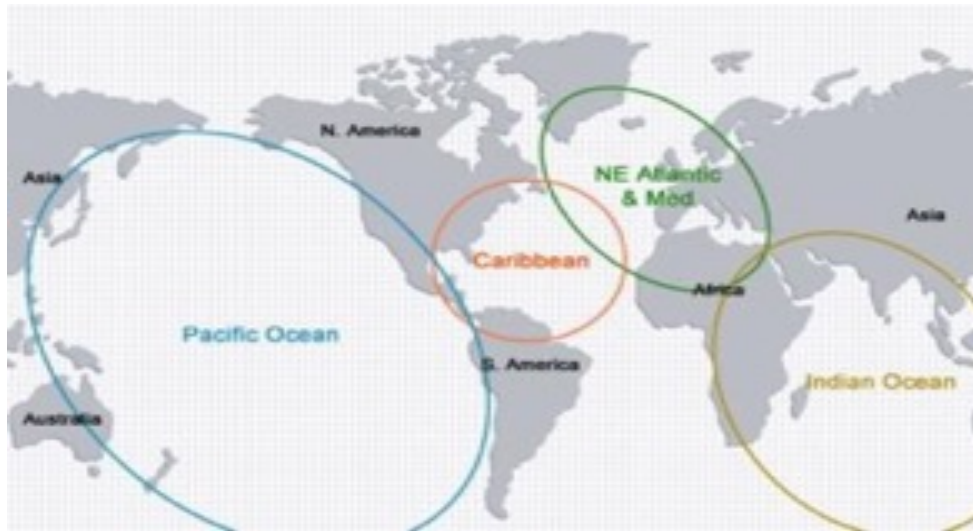 N. America
Asia
NE Atlantic
& Med
Asia
Caribbean
Africa
Pacific Ocean
S. America
Indian Ocean
Australia